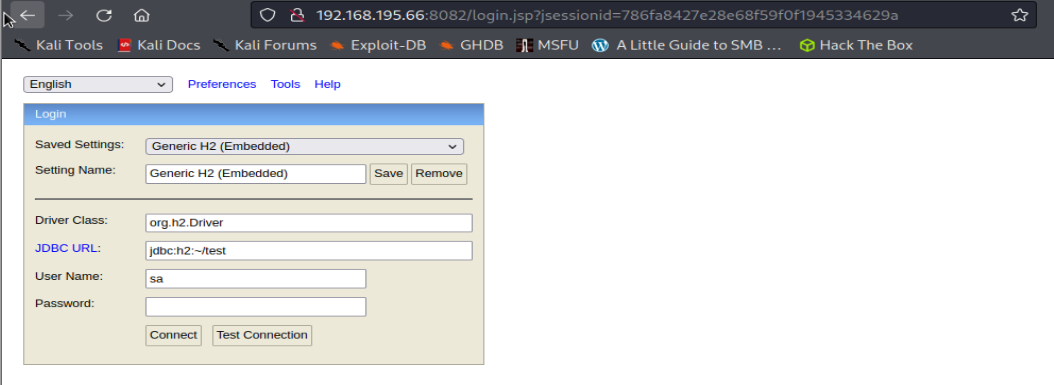 192.168.195.66:8082/login.jsp?jsessionid=786fa8427e28e68f59f0f1945334629a
Kali Tools Kali Docs Kali Forums Exploit-DB GHDB MSFU A Little Guide to SMB ... Hack The Box
English Preferences Tools Help
Login
Saved Settings: Generic H2 (Embedded)
Setting Name: Generic H2 (Embedded) Save Remove
Driver Class: org.h2.Driver
JDBC URL: jdbc:h2:~/test
User Name: sa
Password:
Connect Test Connection